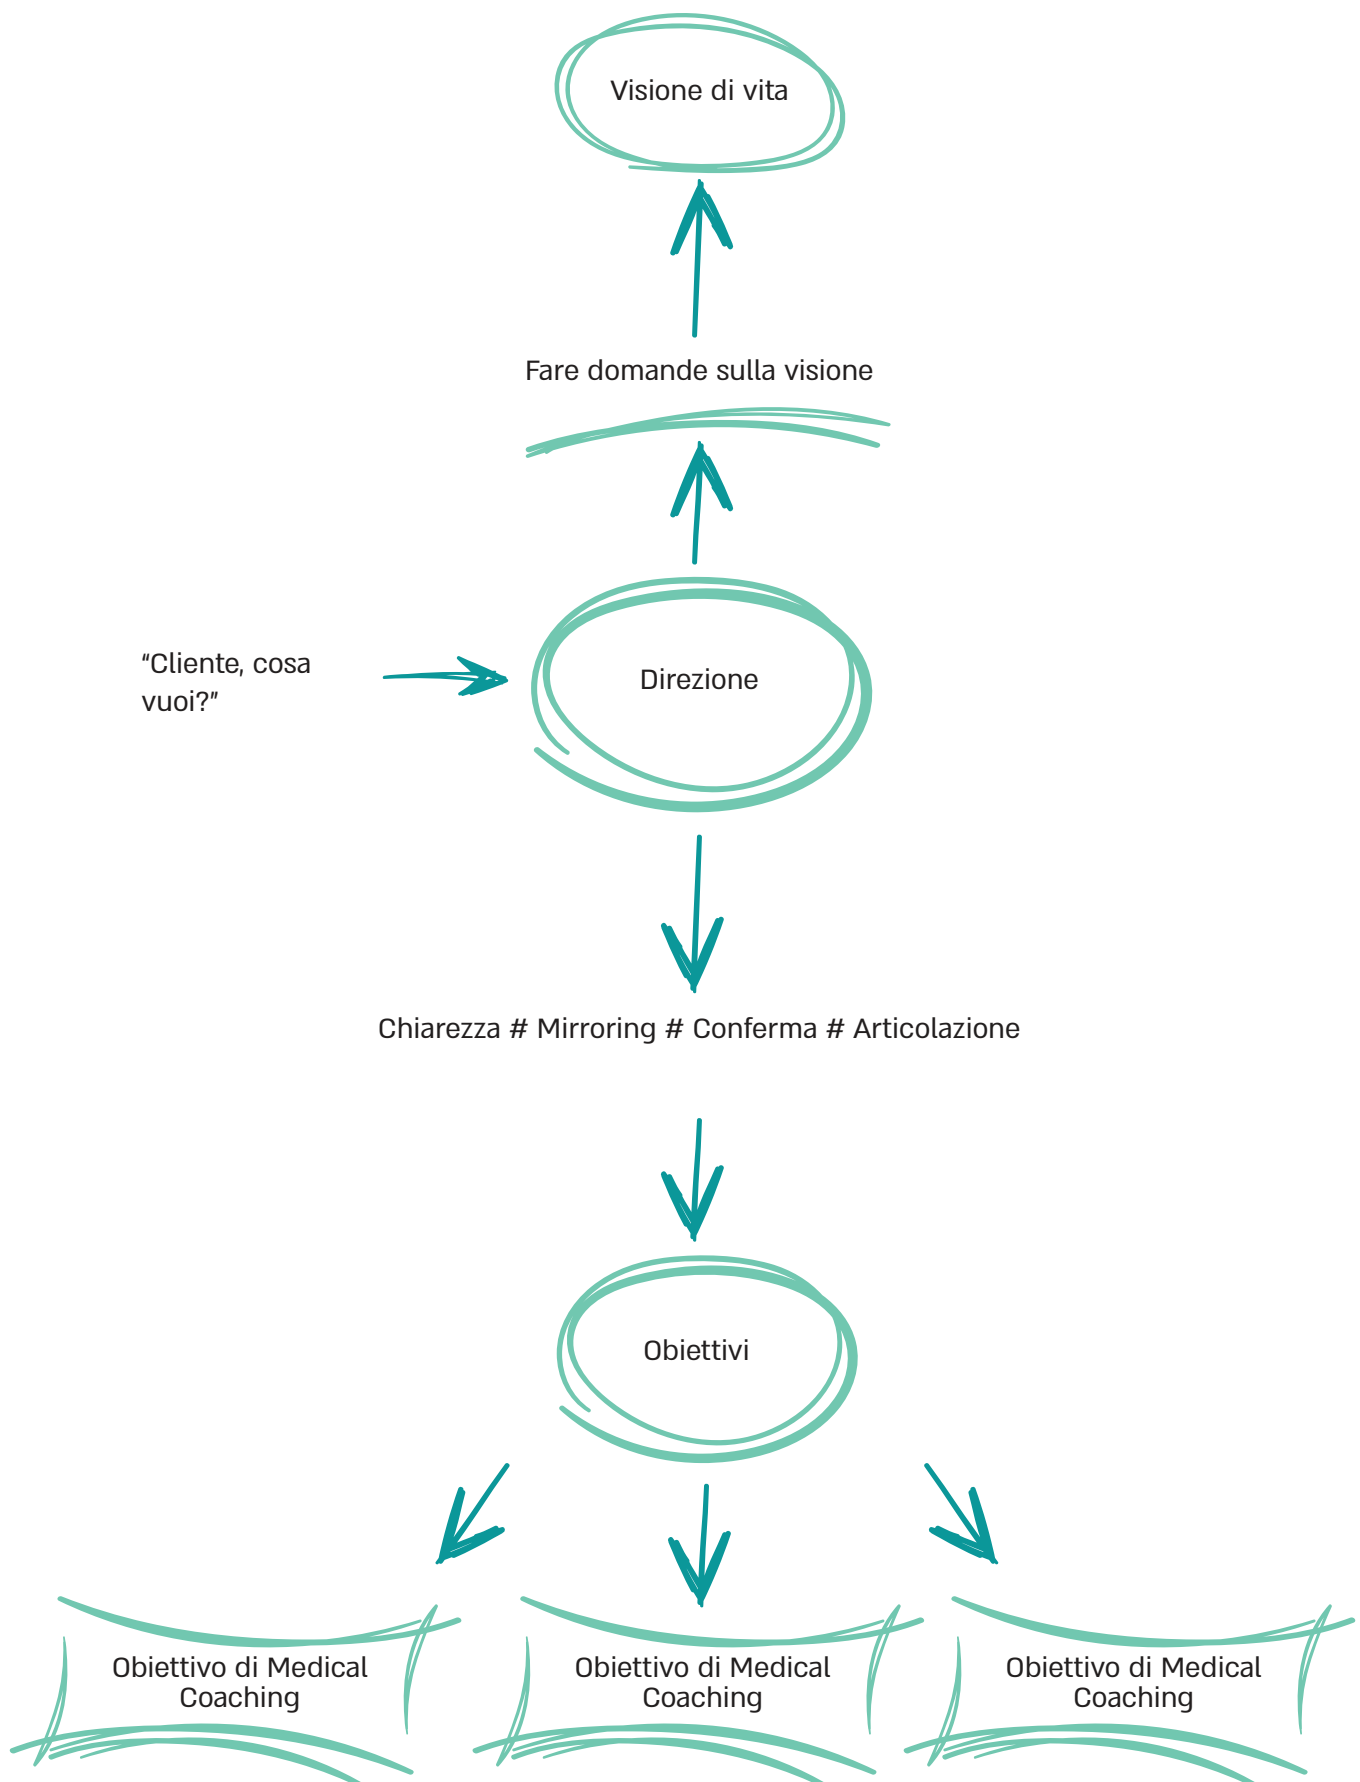 Visione di vita
Fare domande sulla visione
“Cliente, cosa
vuoi?”
Direzione
Chiarezza # Mirroring # Conferma # Articolazione
Obiettivi
Obiettivo di Medical
Coaching
Obiettivo di Medical
Coaching
Obiettivo di Medical
Coaching